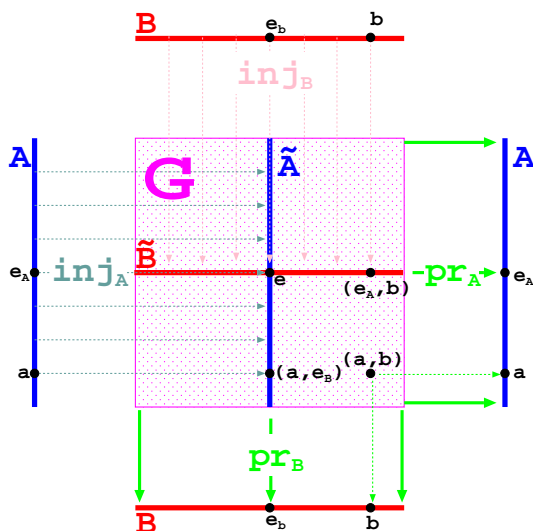 B e_b b
inj_B
A G Ã A
B̃
e_A inj_A e (e_A,b) pr_A e_A
a (a,e_B) (a,b) a
pr_B
B e_b b